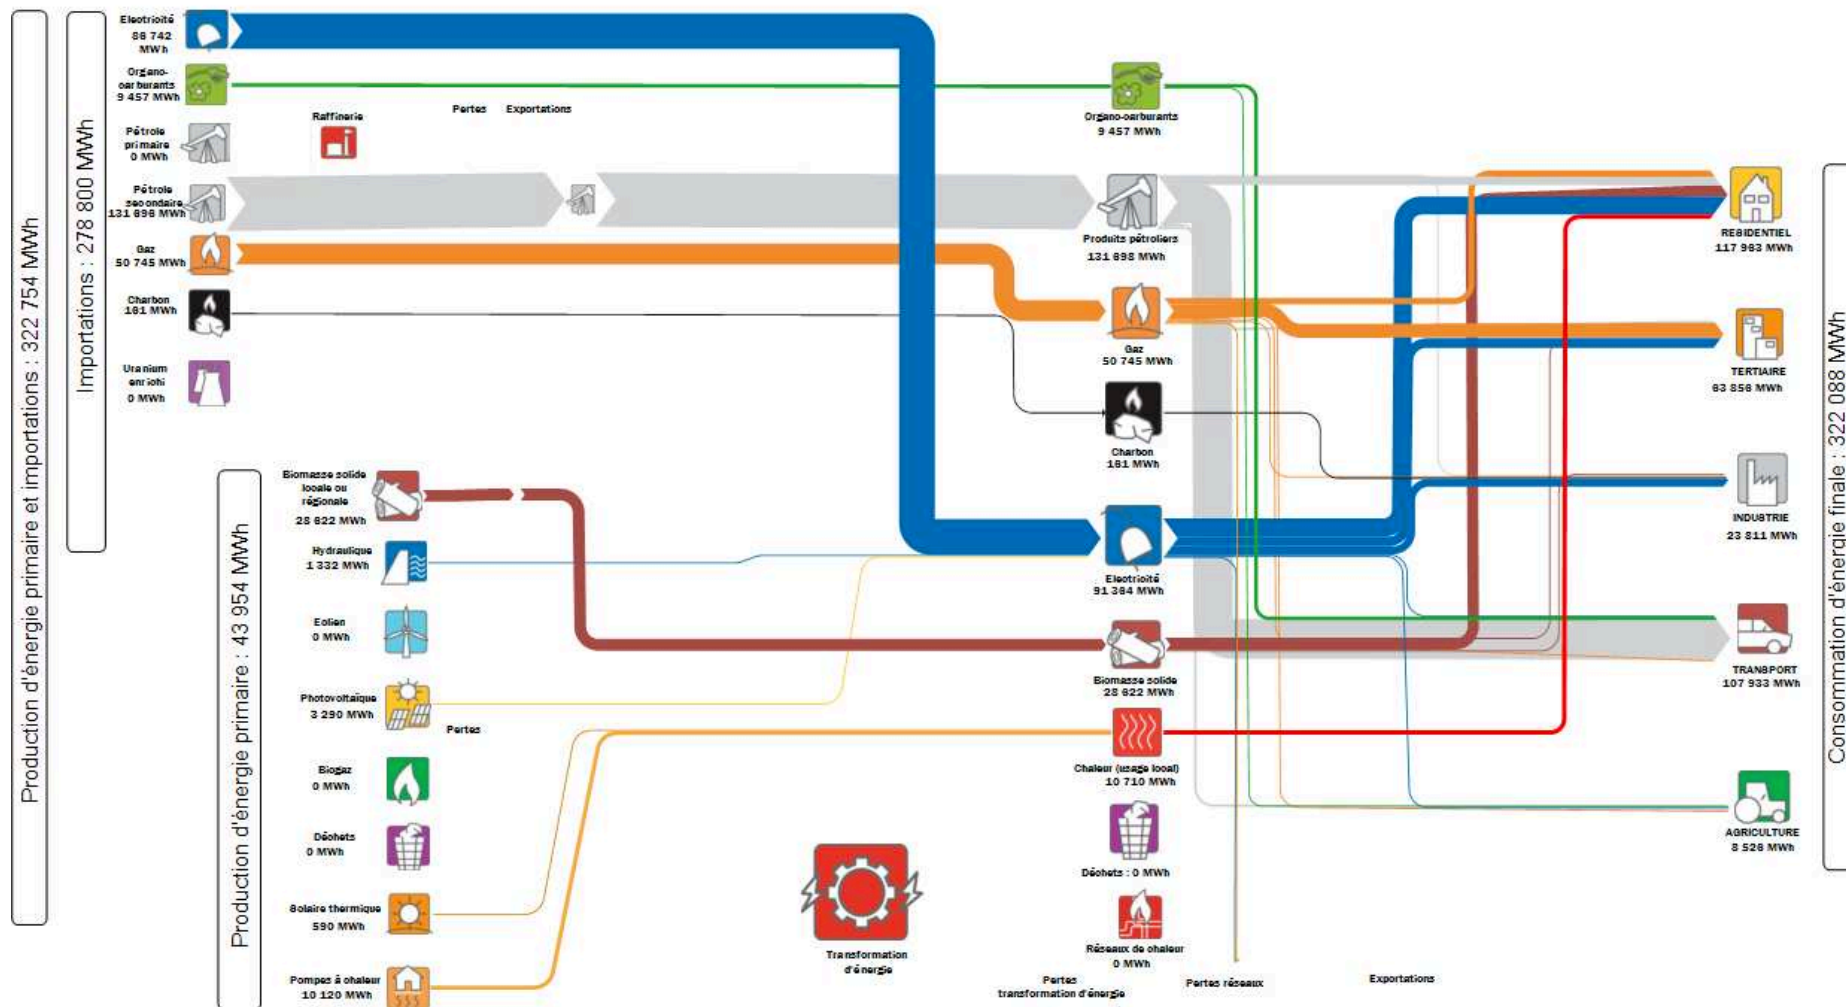 Production d'énergie primaire et importations : 322 754 MWh
Importations : 278 800 MWh
Electricité
86 742
MWh
Organo-
carburants
9 457 MWh
Pétrole
primaire
0 MWh
Pétrole
secondaire
131 696 MWh
Gaz
50 745 MWh
Charbon
161 MWh
Uranium
enrichi
0 MWh
Raffinerie
Pertes
Exportations
Production d'énergie primaire : 43 954 MWh
Biomasse solide
locale ou
régionale
28 622 MWh
Hydraulique
1 332 MWh
Eolien
0 MWh
Photovoltaïque
3 290 MWh
Pertes
Biogaz
0 MWh
Déchets
0 MWh
Solaire thermique
590 MWh
Pompes à chaleur
10 120 MWh
Transformation
d'énergie
Organo-carburants
9 457 MWh
Produits pétroliers
131 698 MWh
Gaz
50 745 MWh
Charbon
161 MWh
Electricité
91 364 MWh
Biomasse solide
28 622 MWh
Chaleur (usage local)
10 710 MWh
Déchets : 0 MWh
Réseaux de chaleur
0 MWh
Pertes
transformation d'énergie
Pertes réseaux
Exportations
RESIDENTIEL
117 963 MWh
TERTIAIRE
63 856 MWh
INDUSTRIE
23 811 MWh
TRANSPORT
107 933 MWh
AGRICULTURE
8 526 MWh
Consommation d'énergie finale : 322 088 MWh